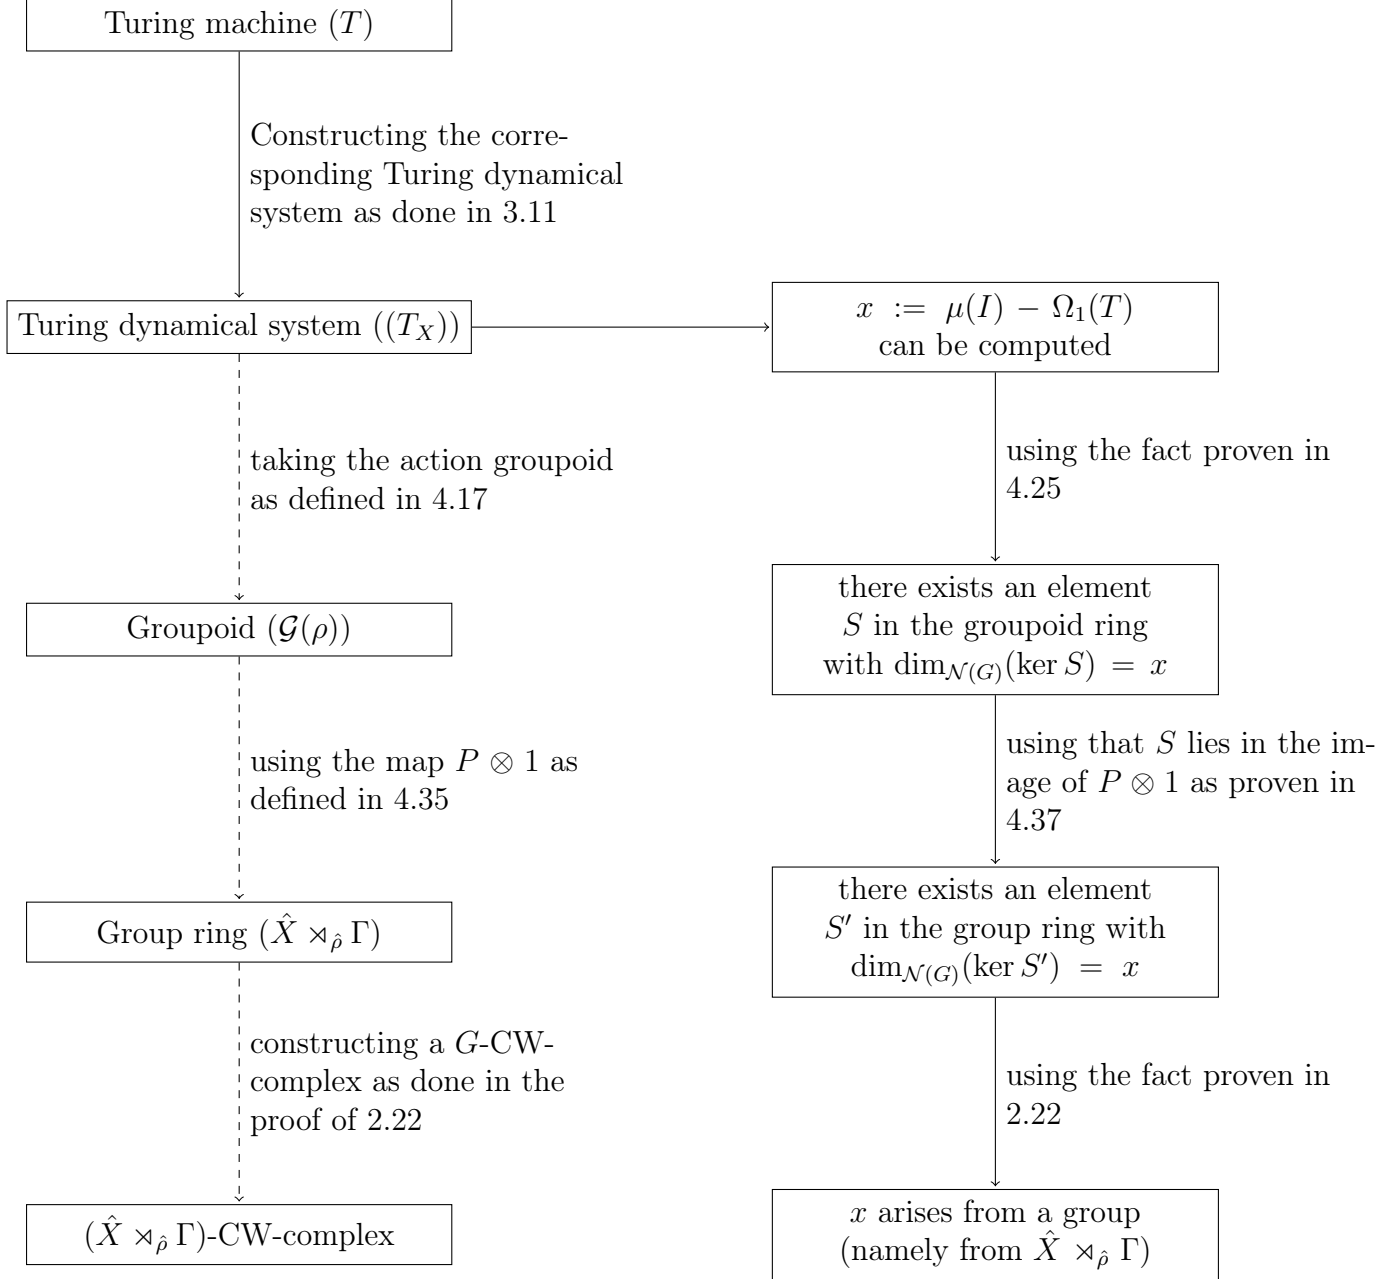 Turing machine (T)
Constructing the corre-
sponding Turing dynamical
system as done in 3.11
Turing dynamical system ((T_X))
x := μ(I) − Ω₁(T)
can be computed
taking the action groupoid
as defined in 4.17
using the fact proven in
4.25
Groupoid (𝒢(ρ))
there exists an element
S in the groupoid ring
with dim_{𝒩(G)}(ker S) = x
using the map P ⊗ 1 as
defined in 4.35
using that S lies in the im-
age of P ⊗ 1 as proven in
4.37
Group ring (X̂ ⋊_ρ̂ Γ)
there exists an element
S′ in the group ring with
dim_{𝒩(G)}(ker S′) = x
constructing a G-CW-
complex as done in the
proof of 2.22
using the fact proven in
2.22
(X̂ ⋊_ρ̂ Γ)-CW-complex
x arises from a group
(namely from X̂ ⋊_ρ̂ Γ)